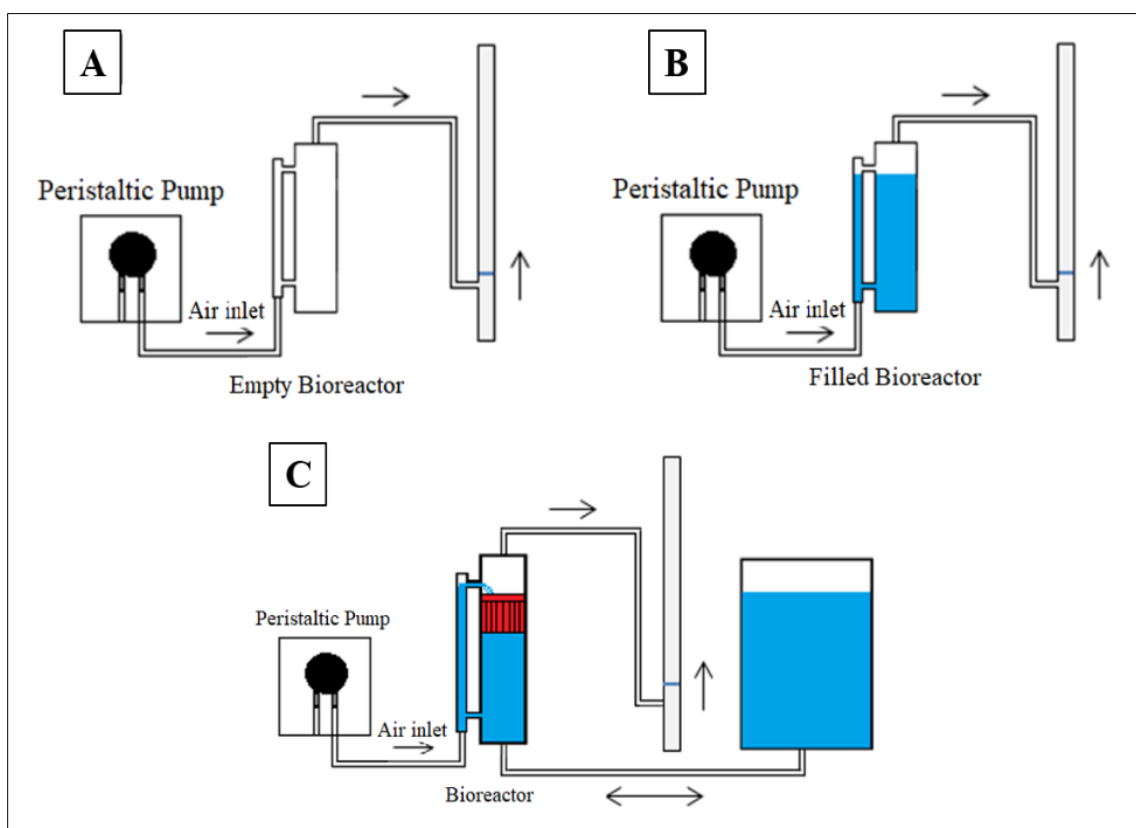 A
Peristaltic Pump
Air inlet
Empty Bioreactor
B
Peristaltic Pump
Air inlet
Filled Bioreactor
C
Peristaltic Pump
Air inlet
Bioreactor